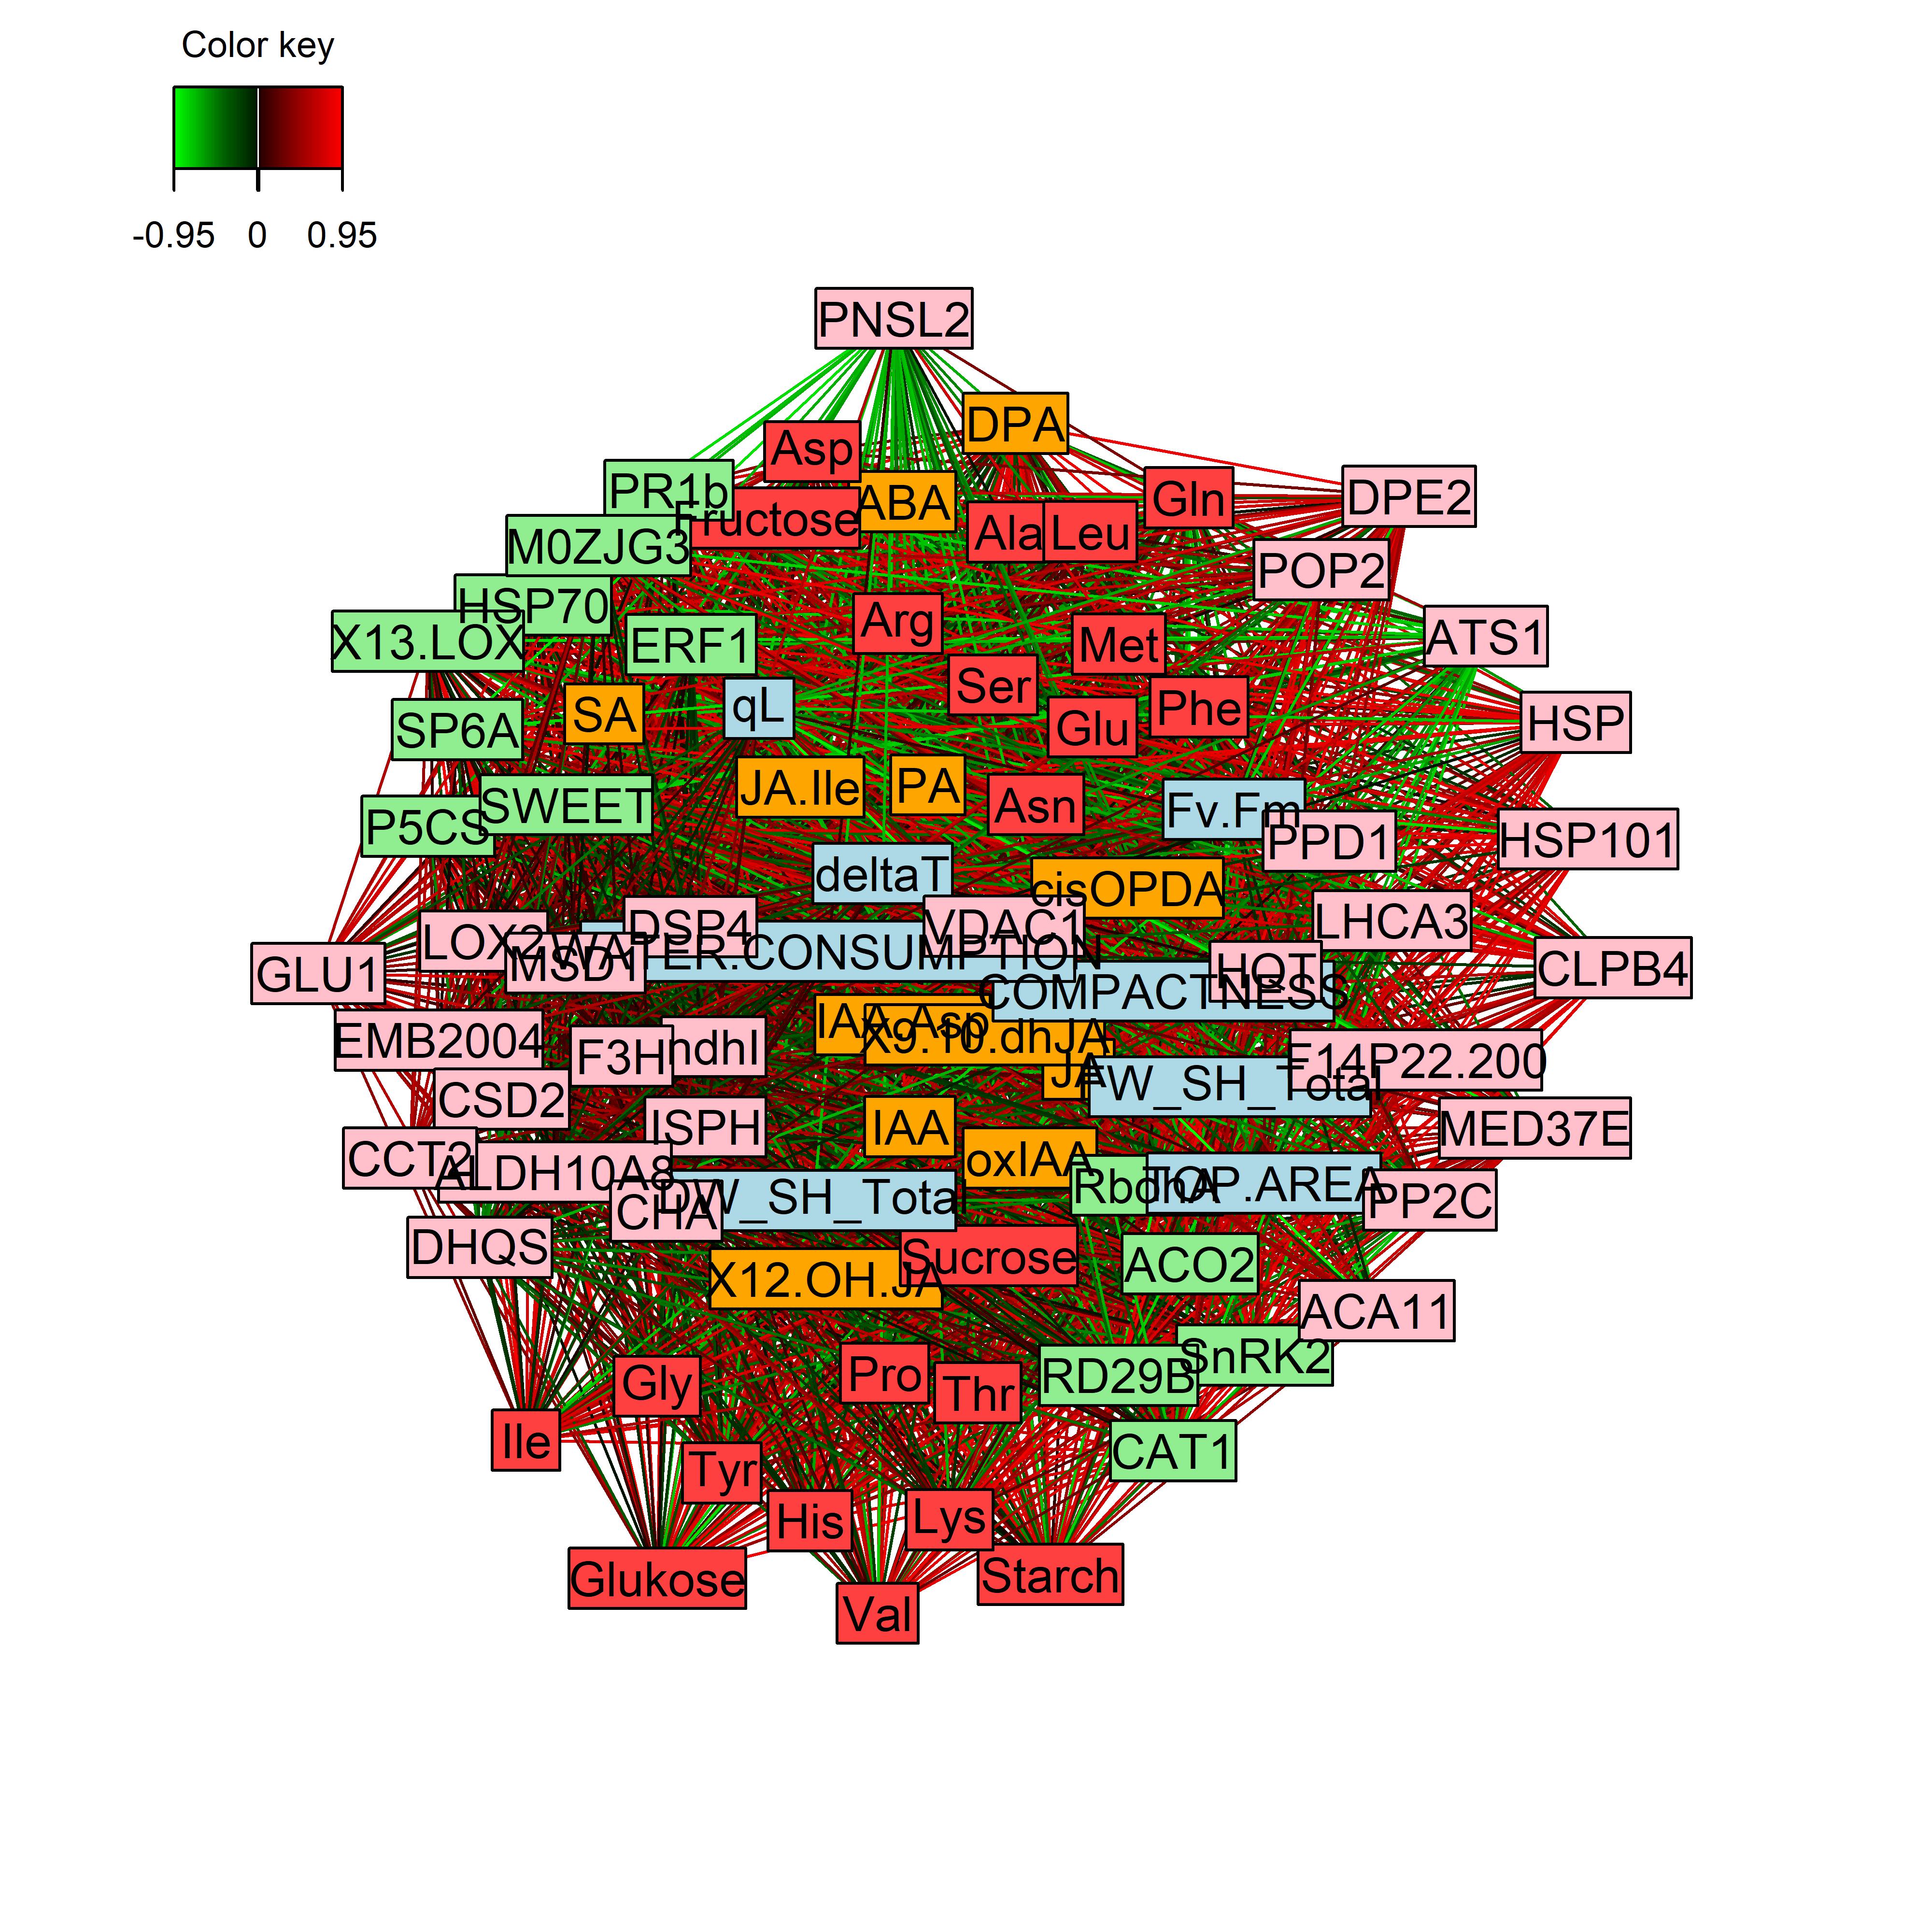 Color key
-0.95 0 0.95
PNSL2
DPA
Asp
PR1b
Fructose
ABA
Gln
DPE2
Ala
Leu
M0ZJG3
POP2
HSP70
X13.LOX
ERF1
Arg
Met
ATS1
SP6A
SA
qL
Ser
Glu
Phe
HSP
P5CS
SWEET
JA.Ile
PA
Asn
Fv.Fm
PPD1
HSP101
deltaT
cisOPDA
LHCA3
LOX2
DSP4
VDAC1
MSD1
WATER.CONSUMPTION
HQT
GLU1
CLPB4
COMPACTNESS
EMB2004
F3H
ndhI
IAA.Asp
X9.10.dhJA
F14P22.200
JA
FW_SH_Total
CSD2
ISPH
IAA
MED37E
CCT2
ALDH10A8
oxIAA
RbohA
TOP.AREA
PP2C
CHA
DW_SH_Total
DHQS
X12.OH.JA
Sucrose
ACO2
ACA11
Gly
Pro
Thr
RD29B
SnRK2
Ile
CAT1
Tyr
His
Lys
Glukose
Val
Starch